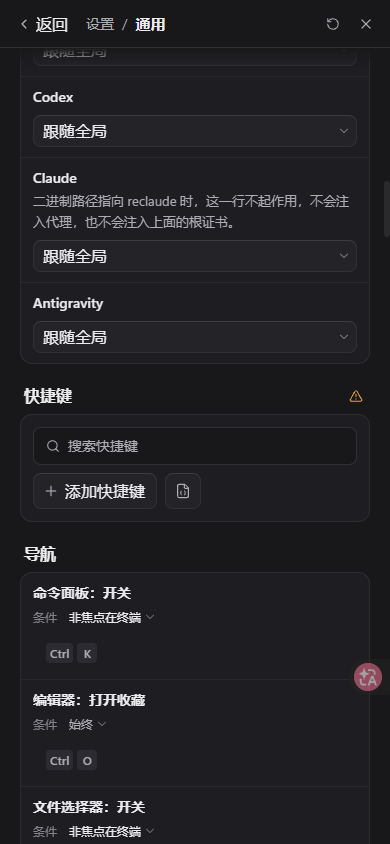 返回 设置 / 通用
跟随全局
Codex
跟随全局
Claude
二进制路径指向 reclaude 时，这一行不起作用，不会注
入代理，也不会注入上面的根证书。
跟随全局
Antigravity
跟随全局
快捷键
搜索快捷键
添加快捷键
导航
命令面板：开关
条件 非焦点在终端
Ctrl K
编辑器：打开收藏
条件 始终
Ctrl O
文件选择器：开关
条件 非焦点在终端